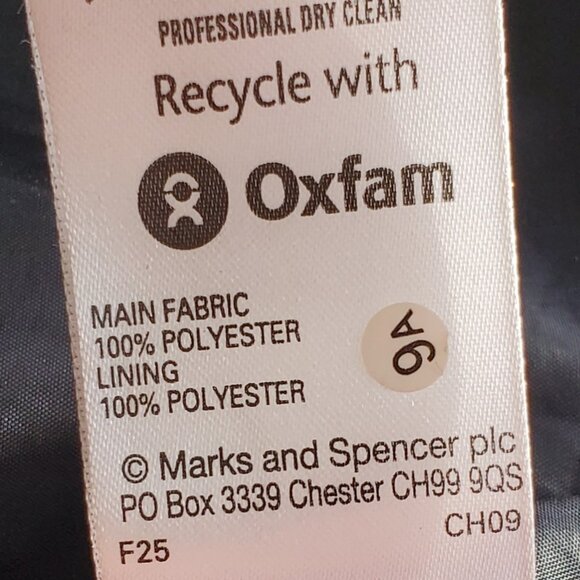 PROFESSIONAL DRY CLEAN
Recycle with
Oxfam
MAIN FABRIC
100% POLYESTER
LINING
100% POLYESTER
9A
© Marks and Spencer plc
PO Box 3339 Chester CH99 9QS
F25
CH09